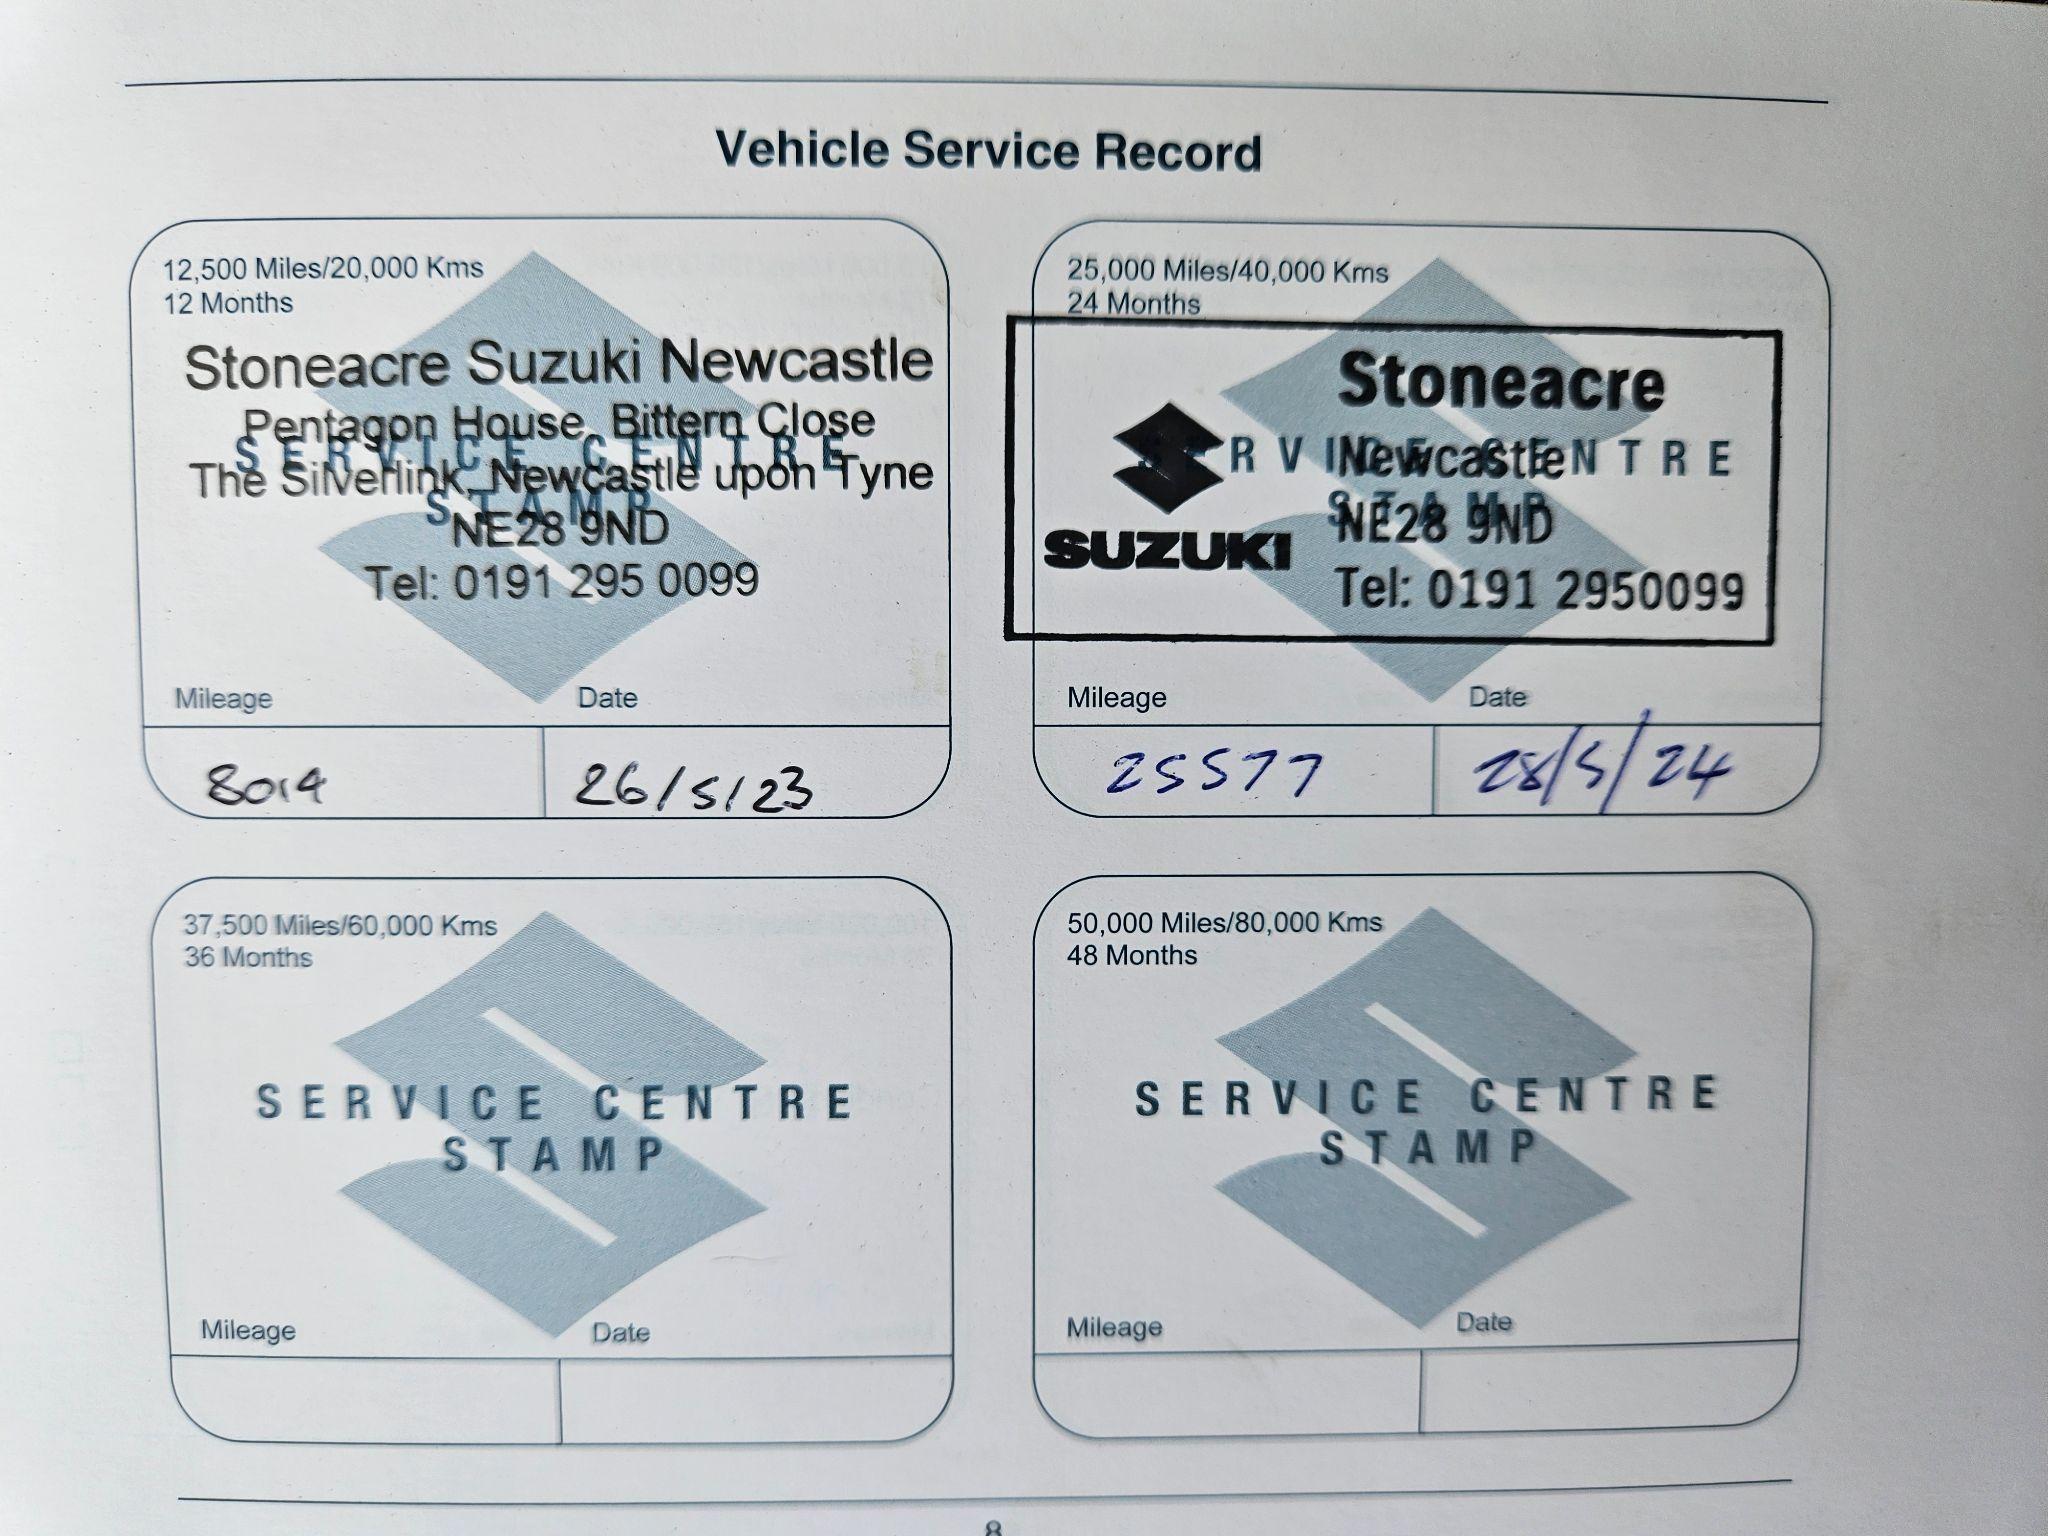 Vehicle Service Record
12,500 Miles/20,000 Kms
12 Months
Stoneacre Suzuki Newcastle
Pentagon House, Bittern Close
SERVICE CENTRE
The Silverlink, Newcastle upon Tyne
STAMP
NE28 9ND
Tel: 0191 295 0099
Mileage Date
8014 26/5/23
25,000 Miles/40,000 Kms
24 Months
Stoneacre
SERVICE CENTRE
Newcastle
STAMP
NE28 9ND
SUZUKI
Tel: 0191 2950099
Mileage Date
25577 28/5/24
37,500 Miles/60,000 Kms
36 Months
SERVICE CENTRE
STAMP
Mileage Date
50,000 Miles/80,000 Kms
48 Months
SERVICE CENTRE
STAMP
Mileage Date
8